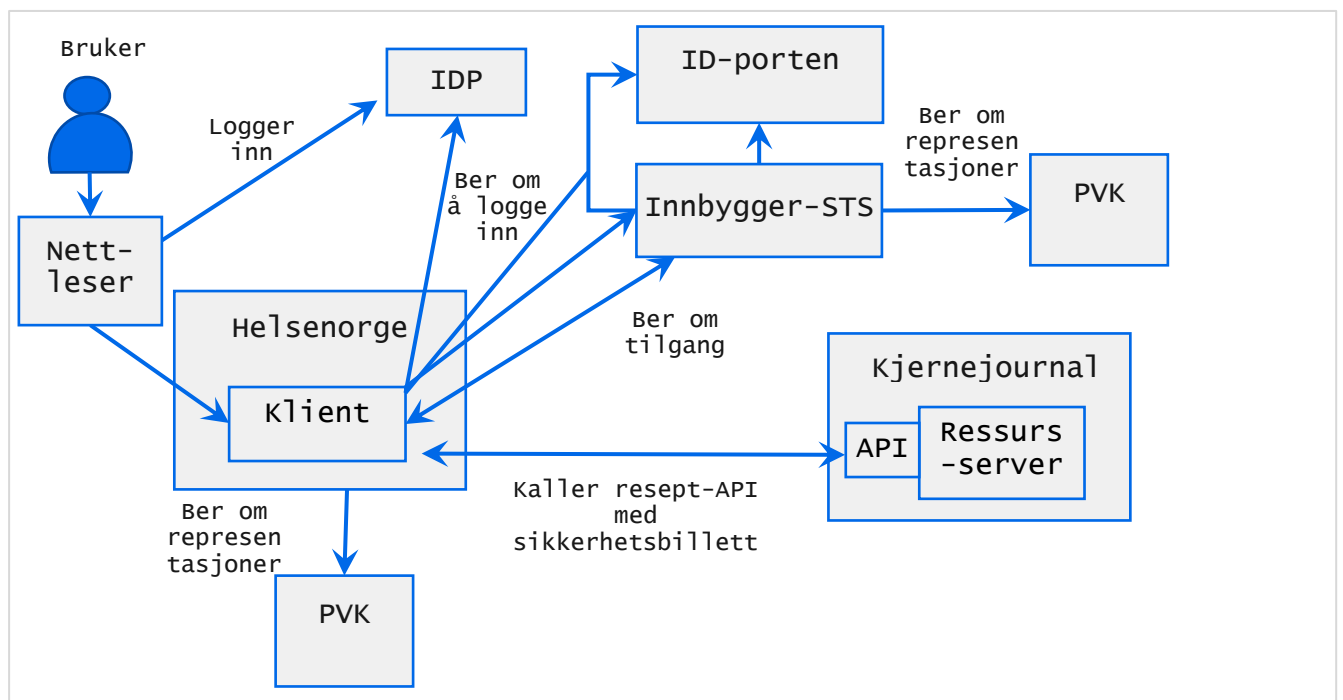 Bruker
IDP
ID-porten
Logger
inn
Ber om
represen
tasjoner
Ber om
å logge
inn
Innbygger-STS
PVK
Nett-
leser
Helsenorge
Ber om
tilgang
Klient
Kjernejournal
API
Ressurs
-server
Kaller resept-API
med
sikkerhetsbillett
Ber om
represen
tasjoner
PVK